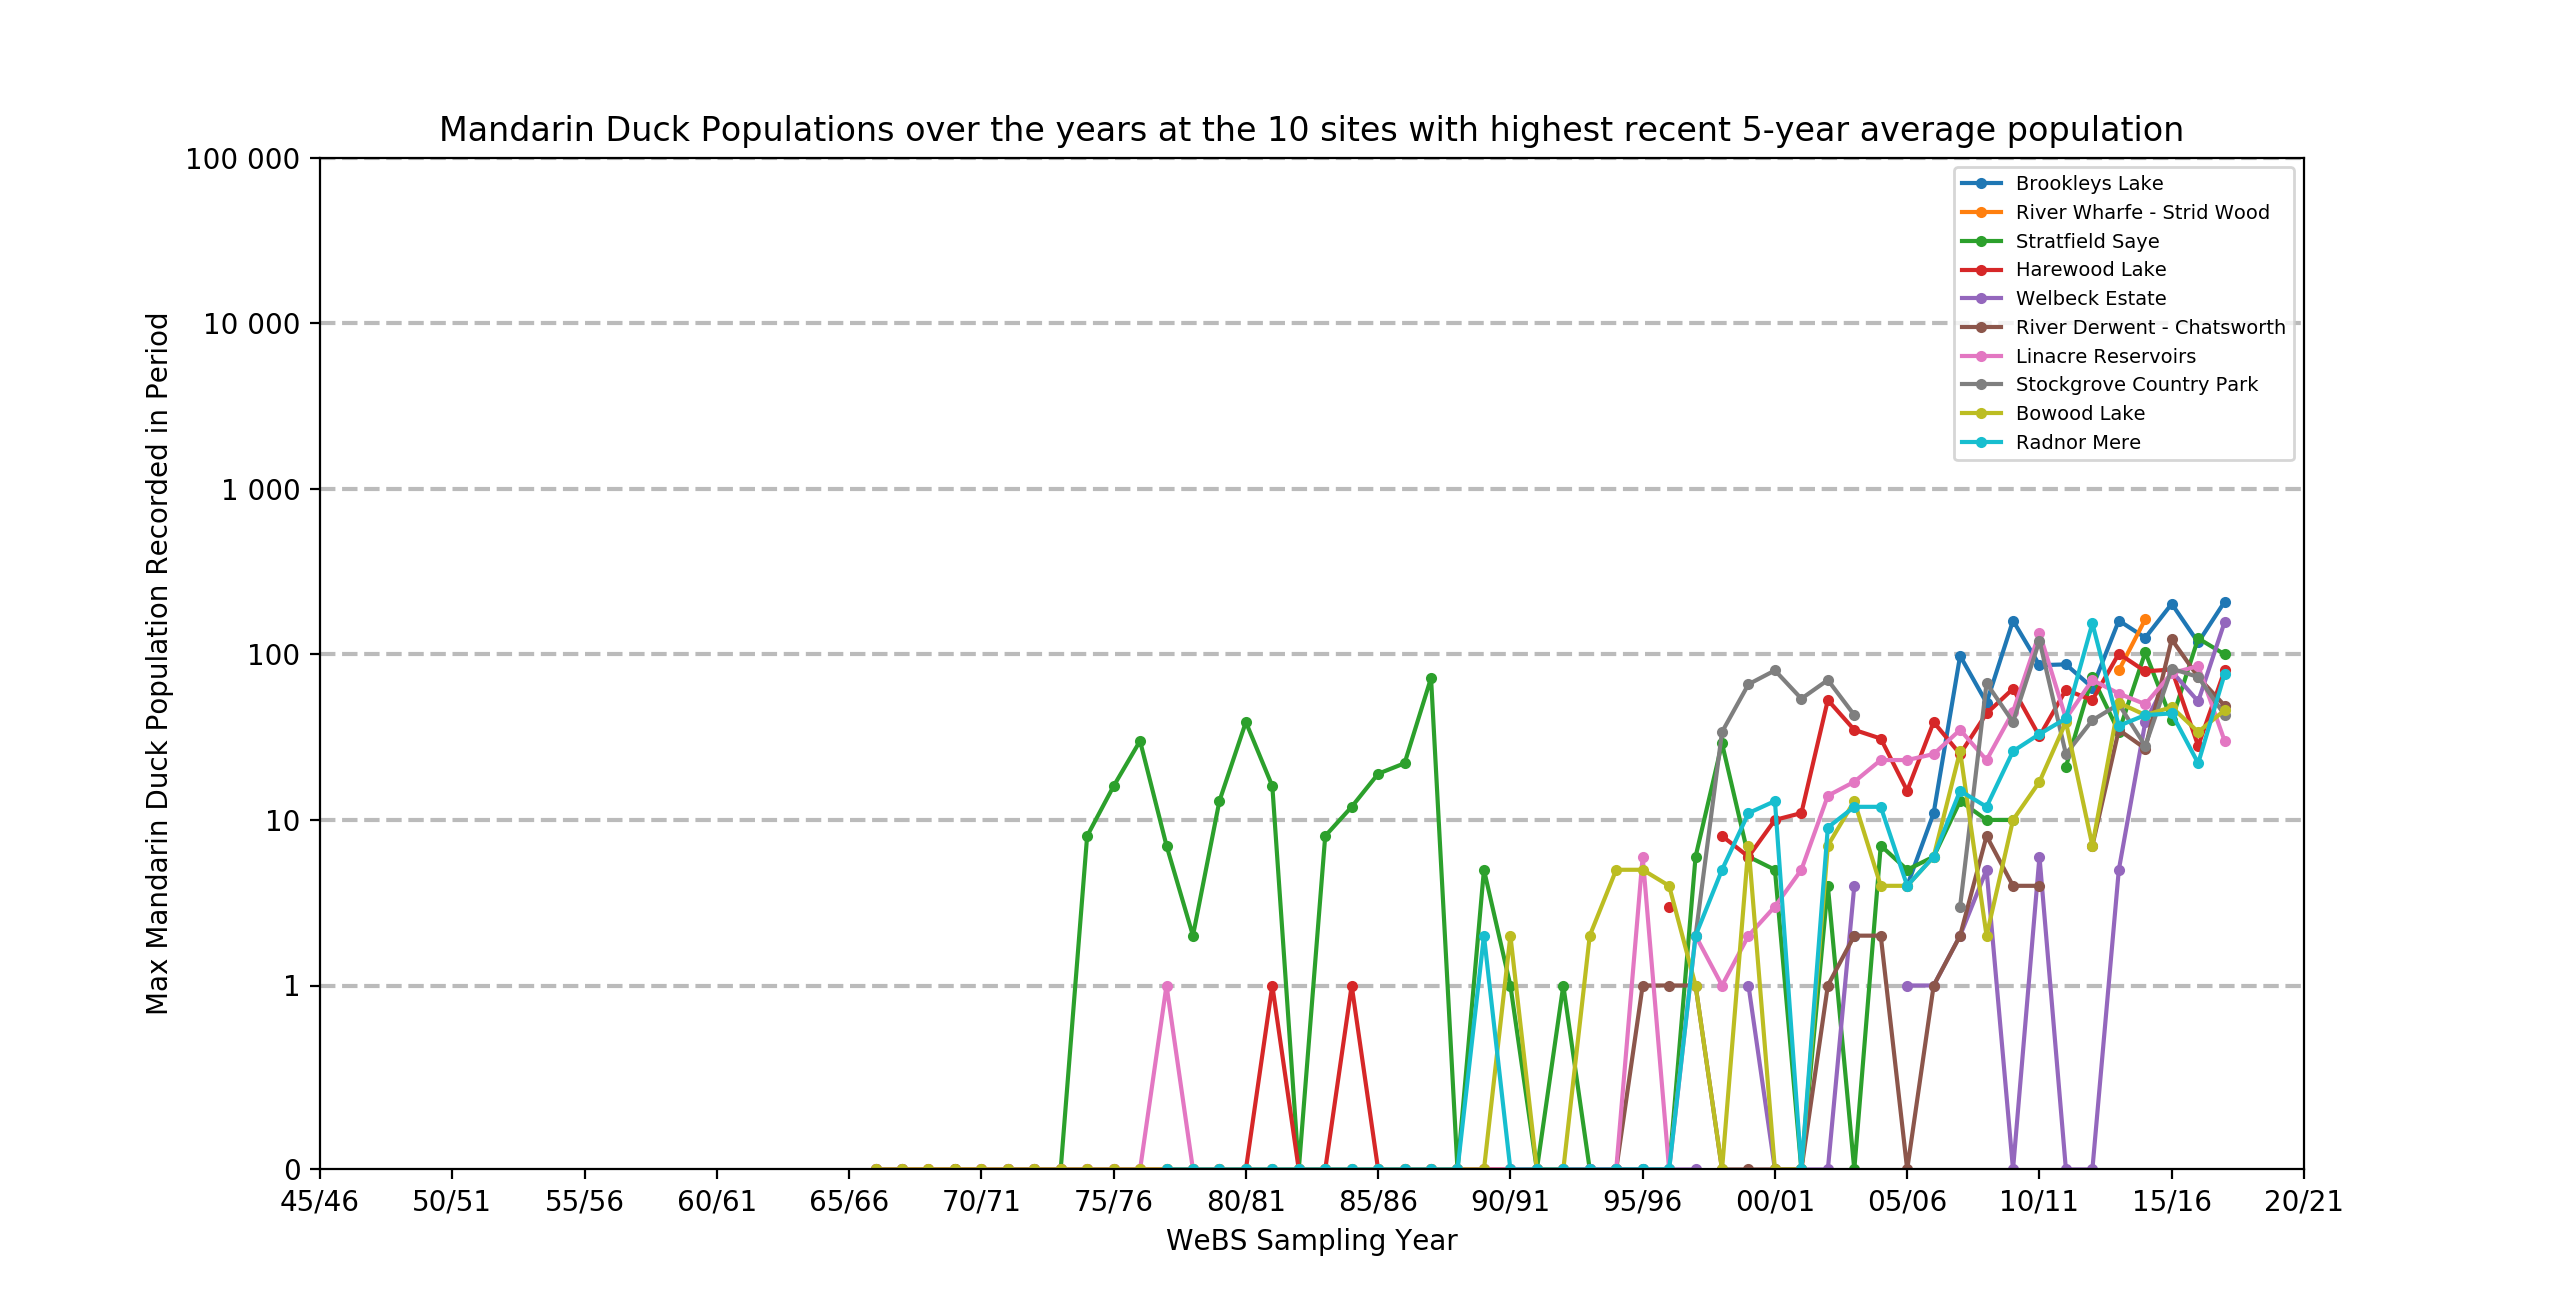 Mandarin Duck Populations over the years at the 10 sites with highest recent 5-year average population
100 000
10 000
1 000
100
10
1
0
Max Mandarin Duck Population Recorded in Period
Brookleys Lake
River Wharfe - Strid Wood
Stratfield Saye
Harewood Lake
Welbeck Estate
River Derwent - Chatsworth
Linacre Reservoirs
Stockgrove Country Park
Bowood Lake
Radnor Mere
45/46 50/51 55/56 60/61 65/66 70/71 75/76 80/81 85/86 90/91 95/96 00/01 05/06 10/11 15/16 20/21
WeBS Sampling Year